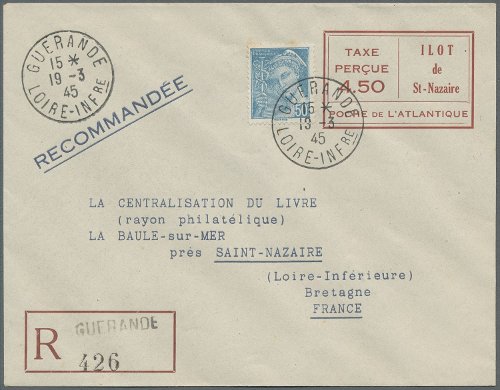 GUERANDE
15 *
19 -3
45
LOIRE-INFRE
RECOMMANDÉE
50F
GUERANDE
15 *
19 -3
45
LOIRE-INFRE
TAXE
PERÇUE
4.50
ILOT
de
St-Nazaire
POCHE DE L'ATLANTIQUE
LA CENTRALISATION DU LIVRE
(rayon philatélique)
LA BAULE-sur-MER
près SAINT-NAZAIRE
(Loire-Inférieure)
Bretagne
FRANCE
R
GUERANDE
426